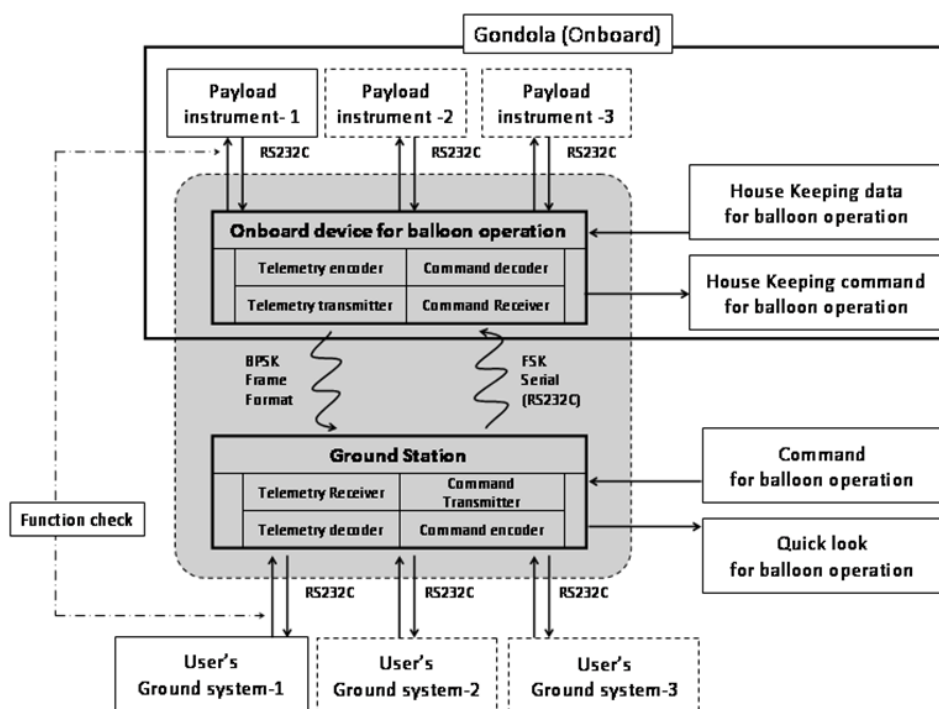 Gondola (Onboard)
Payload
instrument- 1
Payload
instrument -2
Payload
instrument -3
RS232C
RS232C
RS232C
House Keeping data
for balloon operation
Onboard device for balloon operation
Telemetry encoder
Command decoder
Telemetry transmitter
Command Receiver
House Keeping command
for balloon operation
BPSK
Frame
Format
FSK
Serial
(RS232C)
Ground Station
Telemetry Receiver
Command
Transmitter
Telemetry decoder
Command encoder
Command
for balloon operation
Function check
Quick look
for balloon operation
RS232C
RS232C
RS232C
User's
Ground system-1
User's
Ground system-2
User's
Ground system-3